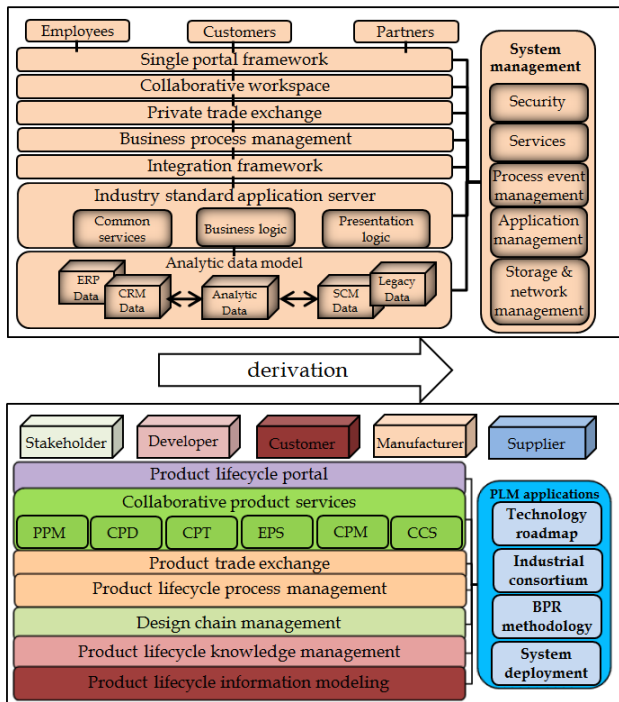 Employees
Customers
Partners
Single portal framework
Collaborative workspace
Private trade exchange
Business process management
Integration framework
Industry standard application server
Common
services
Business logic
Presentation
logic
Analytic data model
ERP
Data
CRM
Data
Analytic
Data
SCM
Data
Legacy
Data
System
management
Security
Services
Process event
management
Application
management
Storage &
network
management
derivation
Stakeholder
Developer
Customer
Manufacturer
Supplier
Product lifecycle portal
Collaborative product services
PPM
CPD
CPT
EPS
CPM
CCS
Product trade exchange
Product lifecycle process management
Design chain management
Product lifecycle knowledge management
Product lifecycle information modeling
PLM applications
Technology
roadmap
Industrial
consortium
BPR
methodology
System
deployment